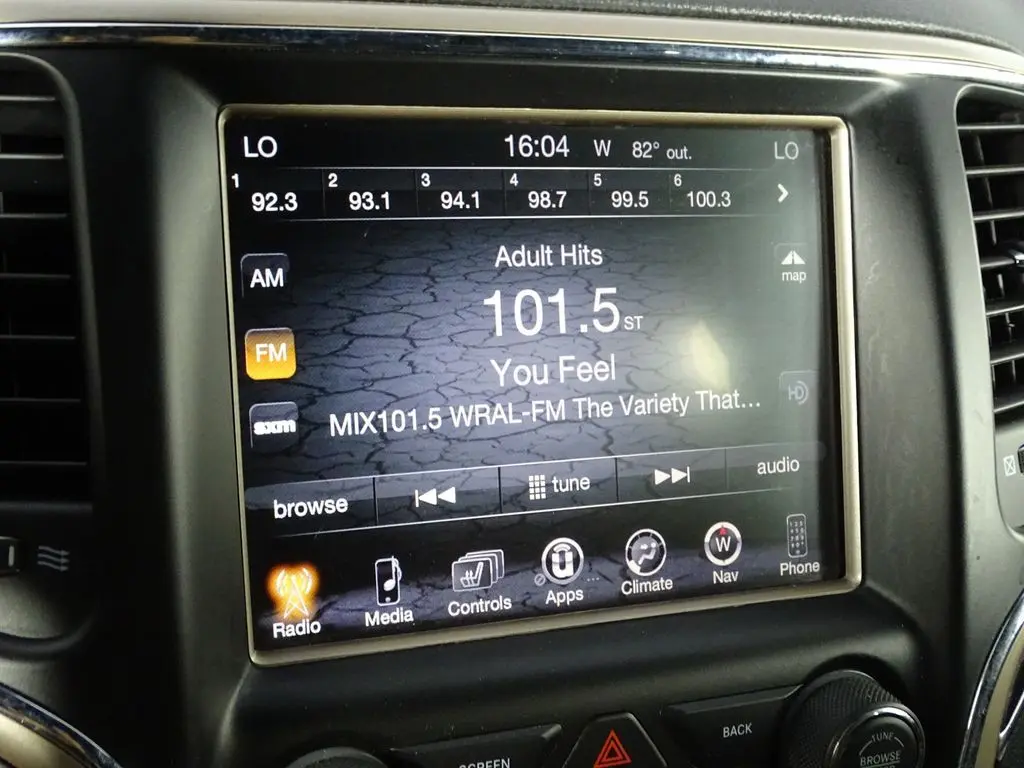 LO 16:04 W 82° out. LO
1 92.3 2 93.1 3 94.1 4 98.7 5 99.5 6 100.3
Adult Hits
AM
map
101.5 ST
FM
You Feel
HD
sxm
MIX101.5 WRAL-FM The Variety That...
browse tune audio
W
Radio Media Controls Apps Climate Nav Phone
SCREEN BACK
TUNE
BROWSE